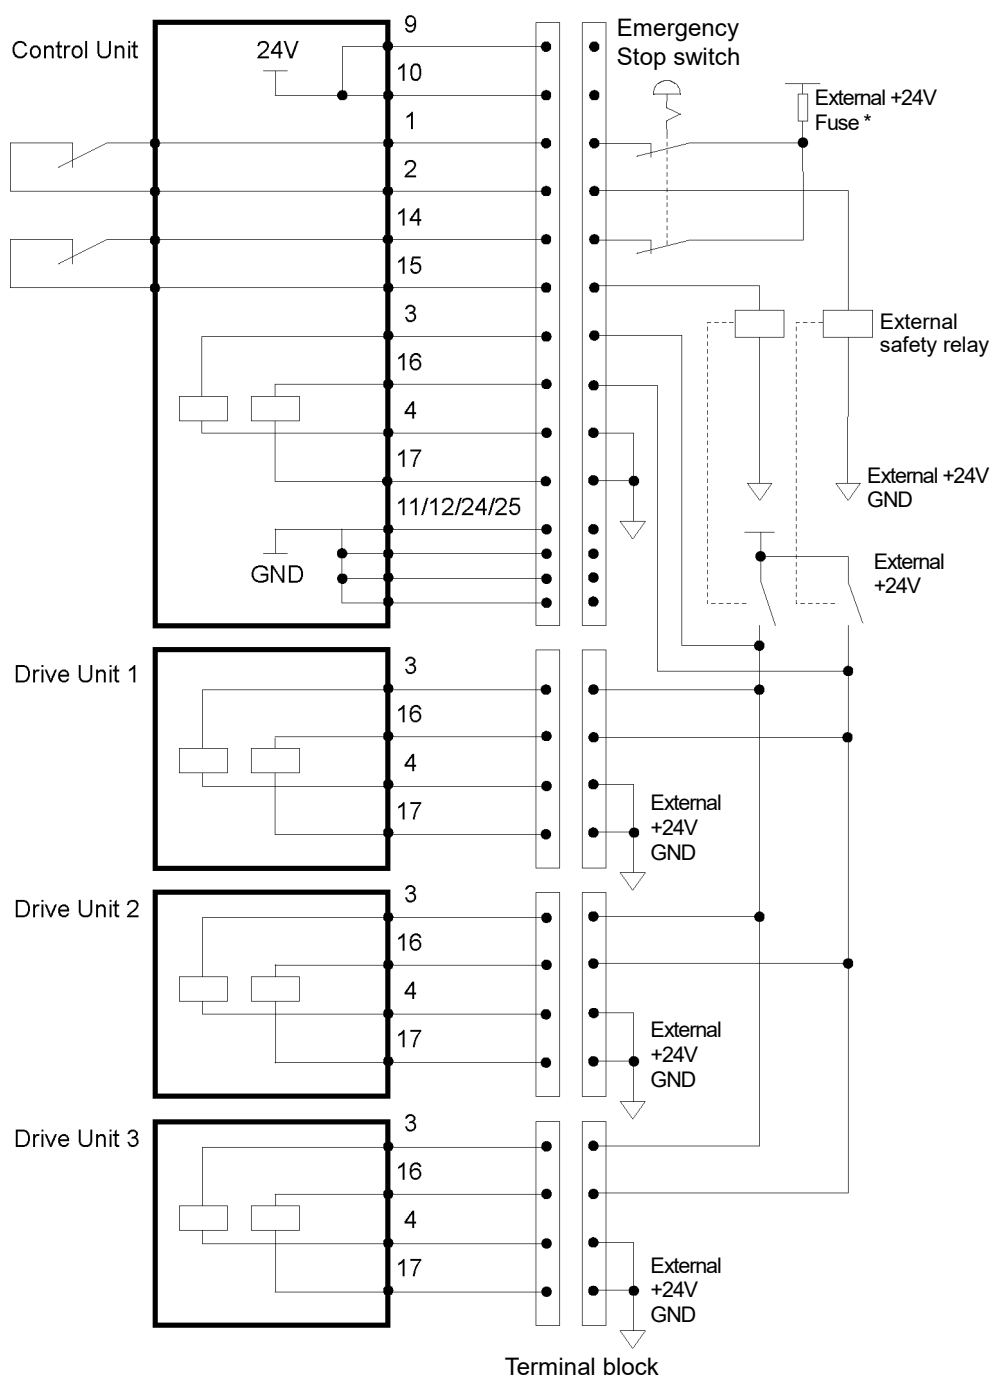 Control Unit
24V
9
10
1
2
14
15
3
16
4
17
11/12/24/25
GND
Emergency
Stop switch
External +24V
Fuse *
External
safety relay
External +24V
GND
External
+24V
Drive Unit 1
3
16
4
17
External
+24V
GND
Drive Unit 2
3
16
4
17
External
+24V
GND
Drive Unit 3
3
16
4
17
External
+24V
GND
Terminal block